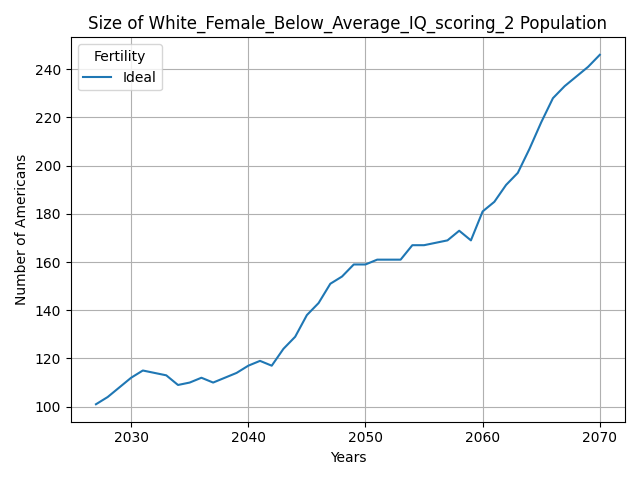 Size of White_Female_Below_Average_IQ_scoring_2 Population
Fertility
Ideal
Number of Americans
240
220
200
180
160
140
120
100
2030 2040 2050 2060 2070
Years